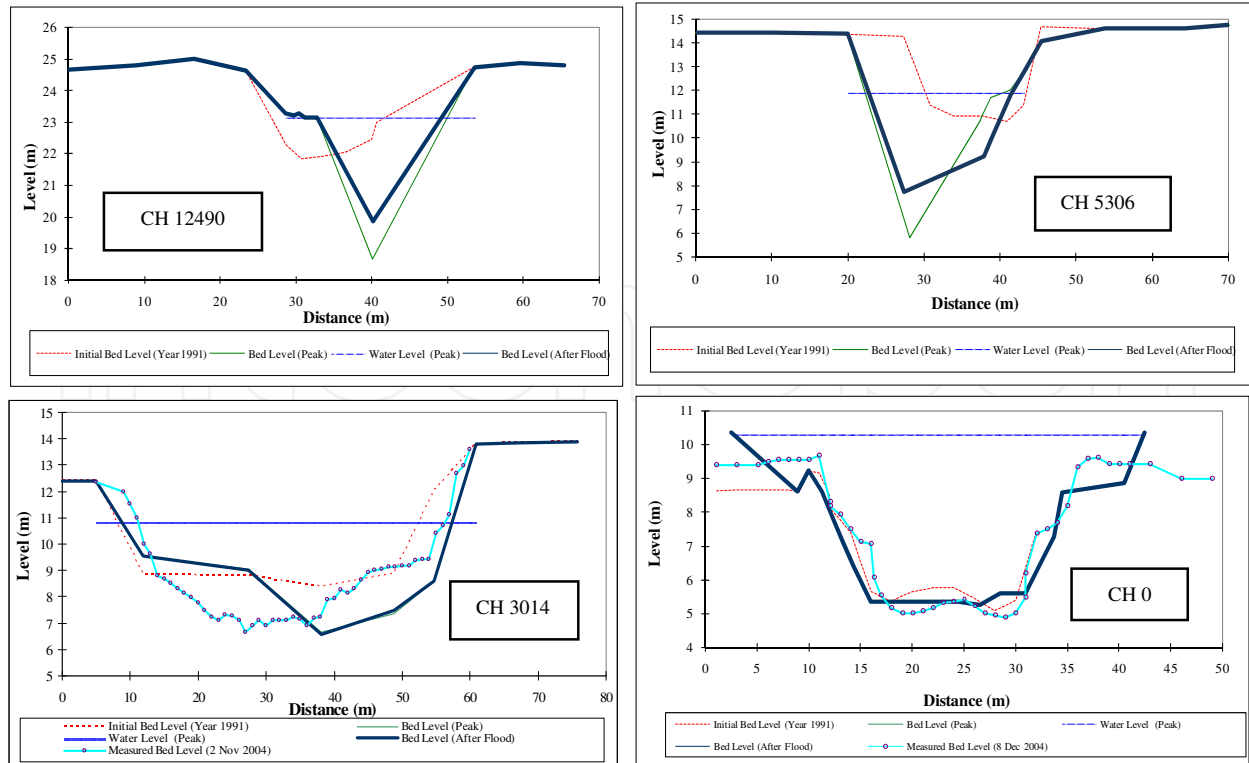 26
25
24
23
22
21
20
19
18
Level (m)
CH 12490
0 10 20 30 40 50 60 70
Distance (m)
Initial Bed Level (Year 1991) Bed Level (Peak) Water Level (Peak) Bed Level (After Flood)
15
14
13
12
11
10
9
8
7
6
5
Level (m)
CH 5306
0 10 20 30 40 50 60 70
Distance (m)
Initial Bed Level (Year 1991) Bed Level (Peak) Water Level (Peak) Bed Level (After Flood)
15
14
13
12
11
10
9
8
7
6
5
Level (m)
CH 3014
0 10 20 30 40 50 60 70 80
Distance (m)
Initial Bed Level (Year 1991) Bed Level (Peak)
Water Level (Peak) Bed Level (After Flood)
Measured Bed Level (2 Nov 2004)
11
10
9
8
7
6
5
4
Level (m)
CH 0
0 5 10 15 20 25 30 35 40 45 50
Distance (m)
Initial Bed Level (Year 1991) Bed Level (Peak) Water Level (Peak)
Bed Level (After Flood) Measured Bed Level (8 Dec 2004)